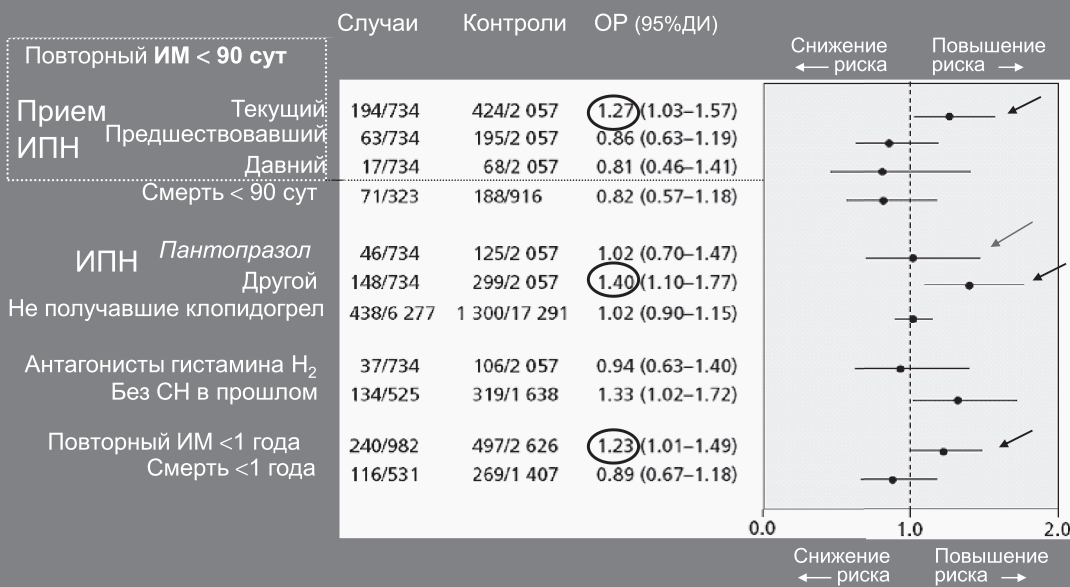 Случаи Контроли ОР (95%ДИ)
Снижение риска Повышение риска
Повторный ИМ < 90 сут
Прием ИПН
Текущий 194/734 424/2 057 1.27 (1.03–1.57)
Предшествовавший 63/734 195/2 057 0.86 (0.63–1.19)
Давний 17/734 68/2 057 0.81 (0.46–1.41)
Смерть < 90 сут 71/323 188/916 0.82 (0.57–1.18)
ИПН
Пантопразол 46/734 125/2 057 1.02 (0.70–1.47)
Другой 148/734 299/2 057 1.40 (1.10–1.77)
Не получавшие клопидогрел 438/6 277 1 300/17 291 1.02 (0.90–1.15)
Антагонисты гистамина H2 37/734 106/2 057 0.94 (0.63–1.40)
Без СН в прошлом 134/525 319/1 638 1.33 (1.02–1.72)
Повторный ИМ <1 года 240/982 497/2 626 1.23 (1.01–1.49)
Смерть <1 года 116/531 269/1 407 0.89 (0.67–1.18)
0.0 1.0 2.0
Снижение риска Повышение риска